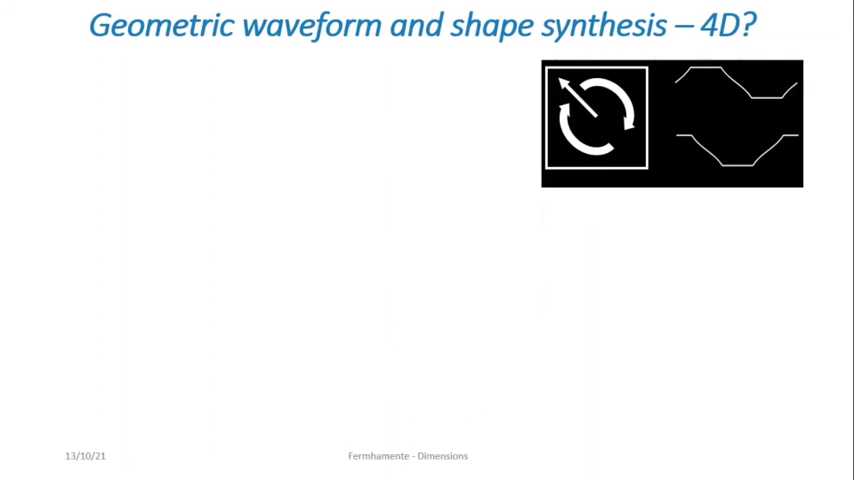 Geometric waveform and shape synthesis – 4D?
13/10/21
Fermhamente - Dimensions